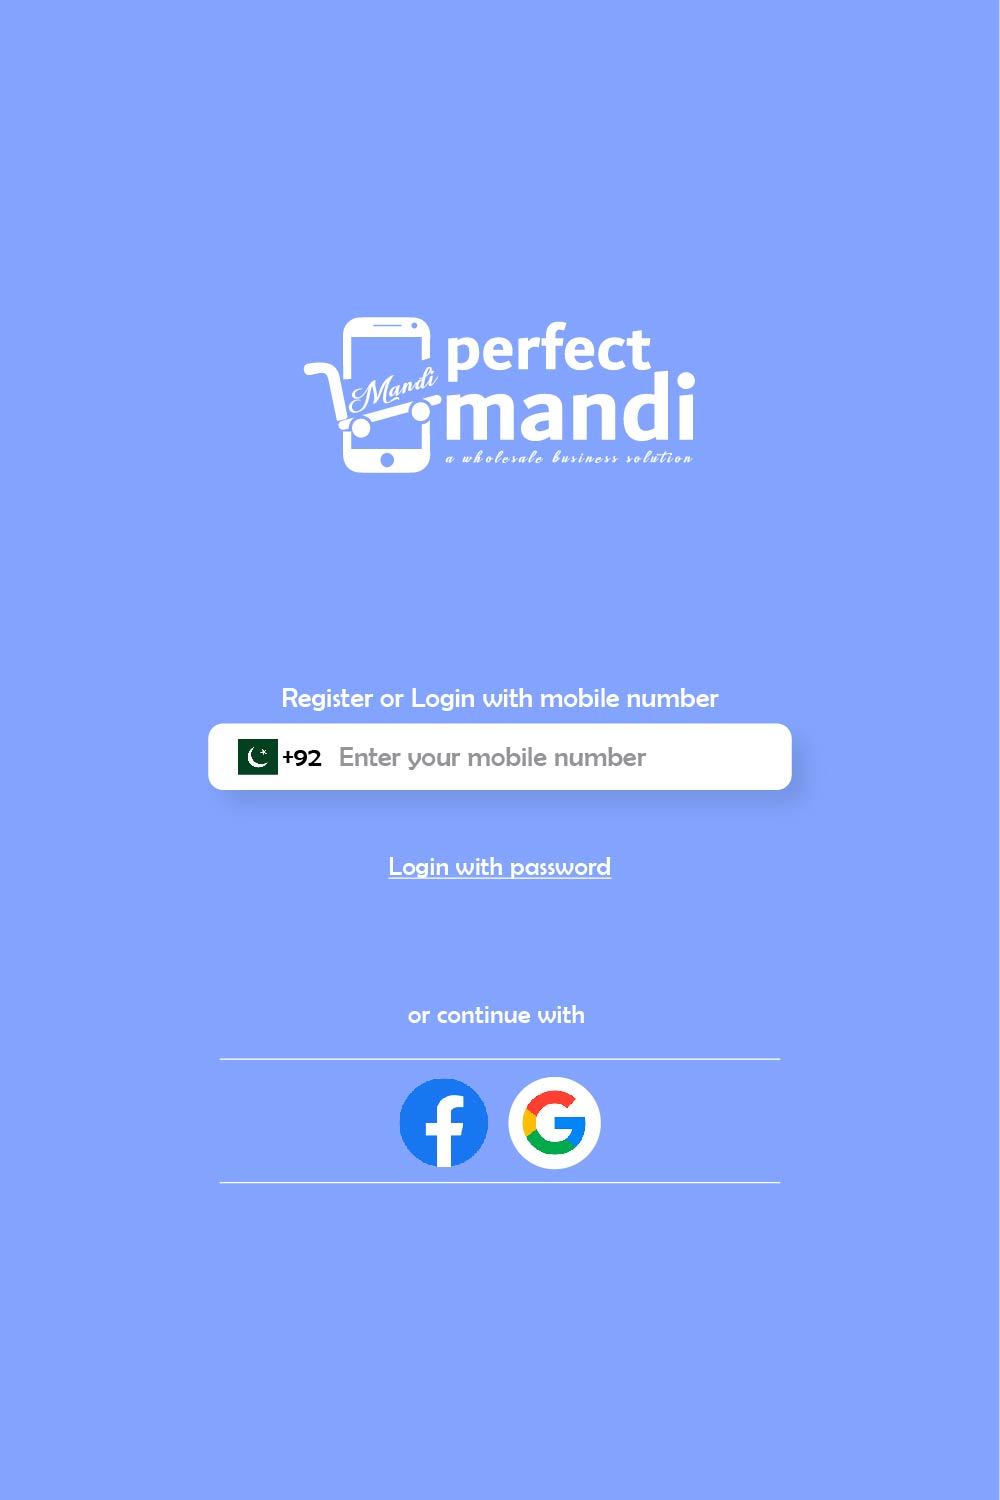 perfect
Mandi
mandi
a wholesale business solution
Register or Login with mobile number
+92 Enter your mobile number
Login with password
or continue with